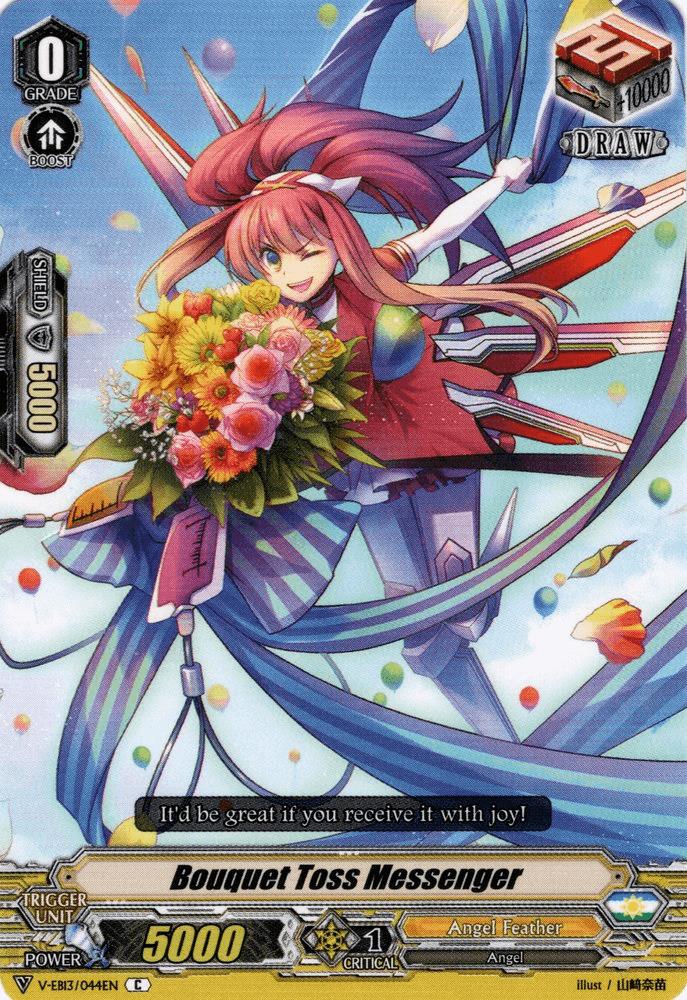 0
GRADE
BOOST
+10000
DRAW
SHIELD 5000
It'd be great if you receive it with joy!
Bouquet Toss Messenger
TRIGGER
UNIT
POWER 5000
1
CRITICAL
Angel Feather
Angel
V-EB13/044EN C
illust / 山﨑奈苗